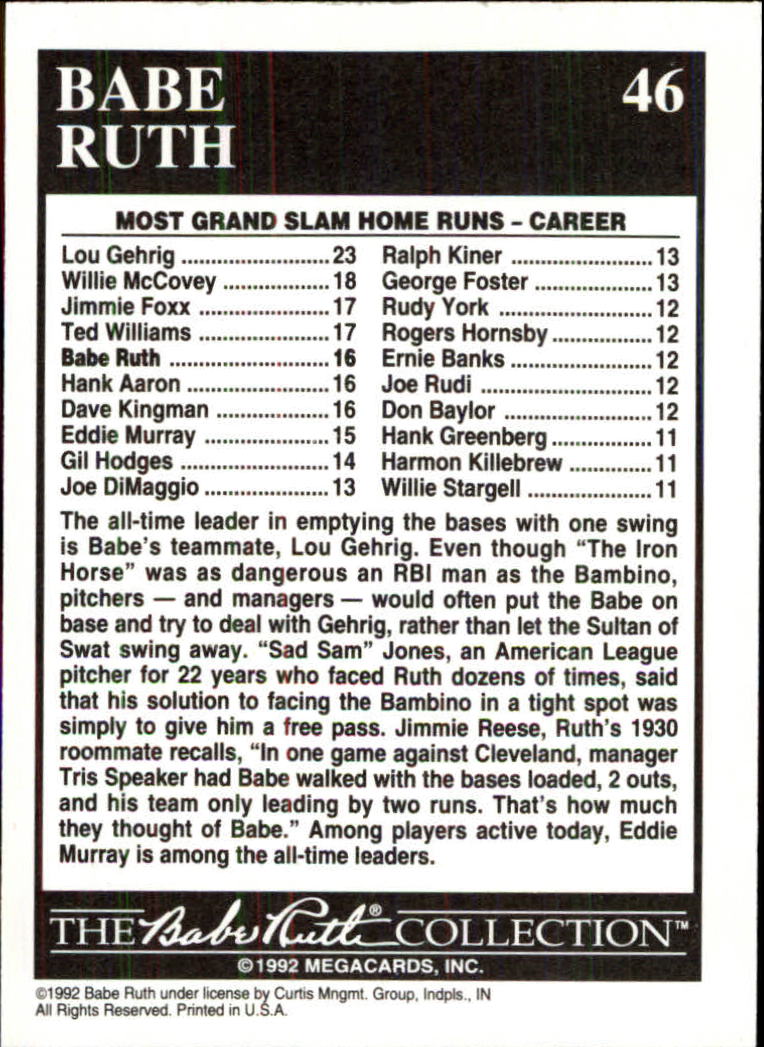 BABE
RUTH
46
MOST GRAND SLAM HOME RUNS – CAREER
Lou Gehrig ......................... 23
Willie McCovey .................. 18
Jimmie Foxx ...................... 17
Ted Williams ...................... 17
Babe Ruth ........................... 16
Hank Aaron ........................ 16
Dave Kingman ................... 16
Eddie Murray ..................... 15
Gil Hodges ......................... 14
Joe DiMaggio ..................... 13
Ralph Kiner ........................ 13
George Foster .................... 13
Rudy York .......................... 12
Rogers Hornsby ................. 12
Ernie Banks ........................ 12
Joe Rudi ............................. 12
Don Baylor ......................... 12
Hank Greenberg ................. 11
Harmon Killebrew .............. 11
Willie Stargell ..................... 11
The all-time leader in emptying the bases with one swing
is Babe's teammate, Lou Gehrig. Even though “The Iron
Horse” was as dangerous an RBI man as the Bambino,
pitchers — and managers — would often put the Babe on
base and try to deal with Gehrig, rather than let the Sultan of
Swat swing away. “Sad Sam” Jones, an American League
pitcher for 22 years who faced Ruth dozens of times, said
that his solution to facing the Bambino in a tight spot was
simply to give him a free pass. Jimmie Reese, Ruth's 1930
roommate recalls, “In one game against Cleveland, manager
Tris Speaker had Babe walked with the bases loaded, 2 outs,
and his team only leading by two runs. That's how much
they thought of Babe.” Among players active today, Eddie
Murray is among the all-time leaders.
THE Babe Ruth® COLLECTION™
©1992 MEGACARDS, INC.
©1992 Babe Ruth under license by Curtis Mngmt. Group, Indpls., IN
All Rights Reserved. Printed in U.S.A.